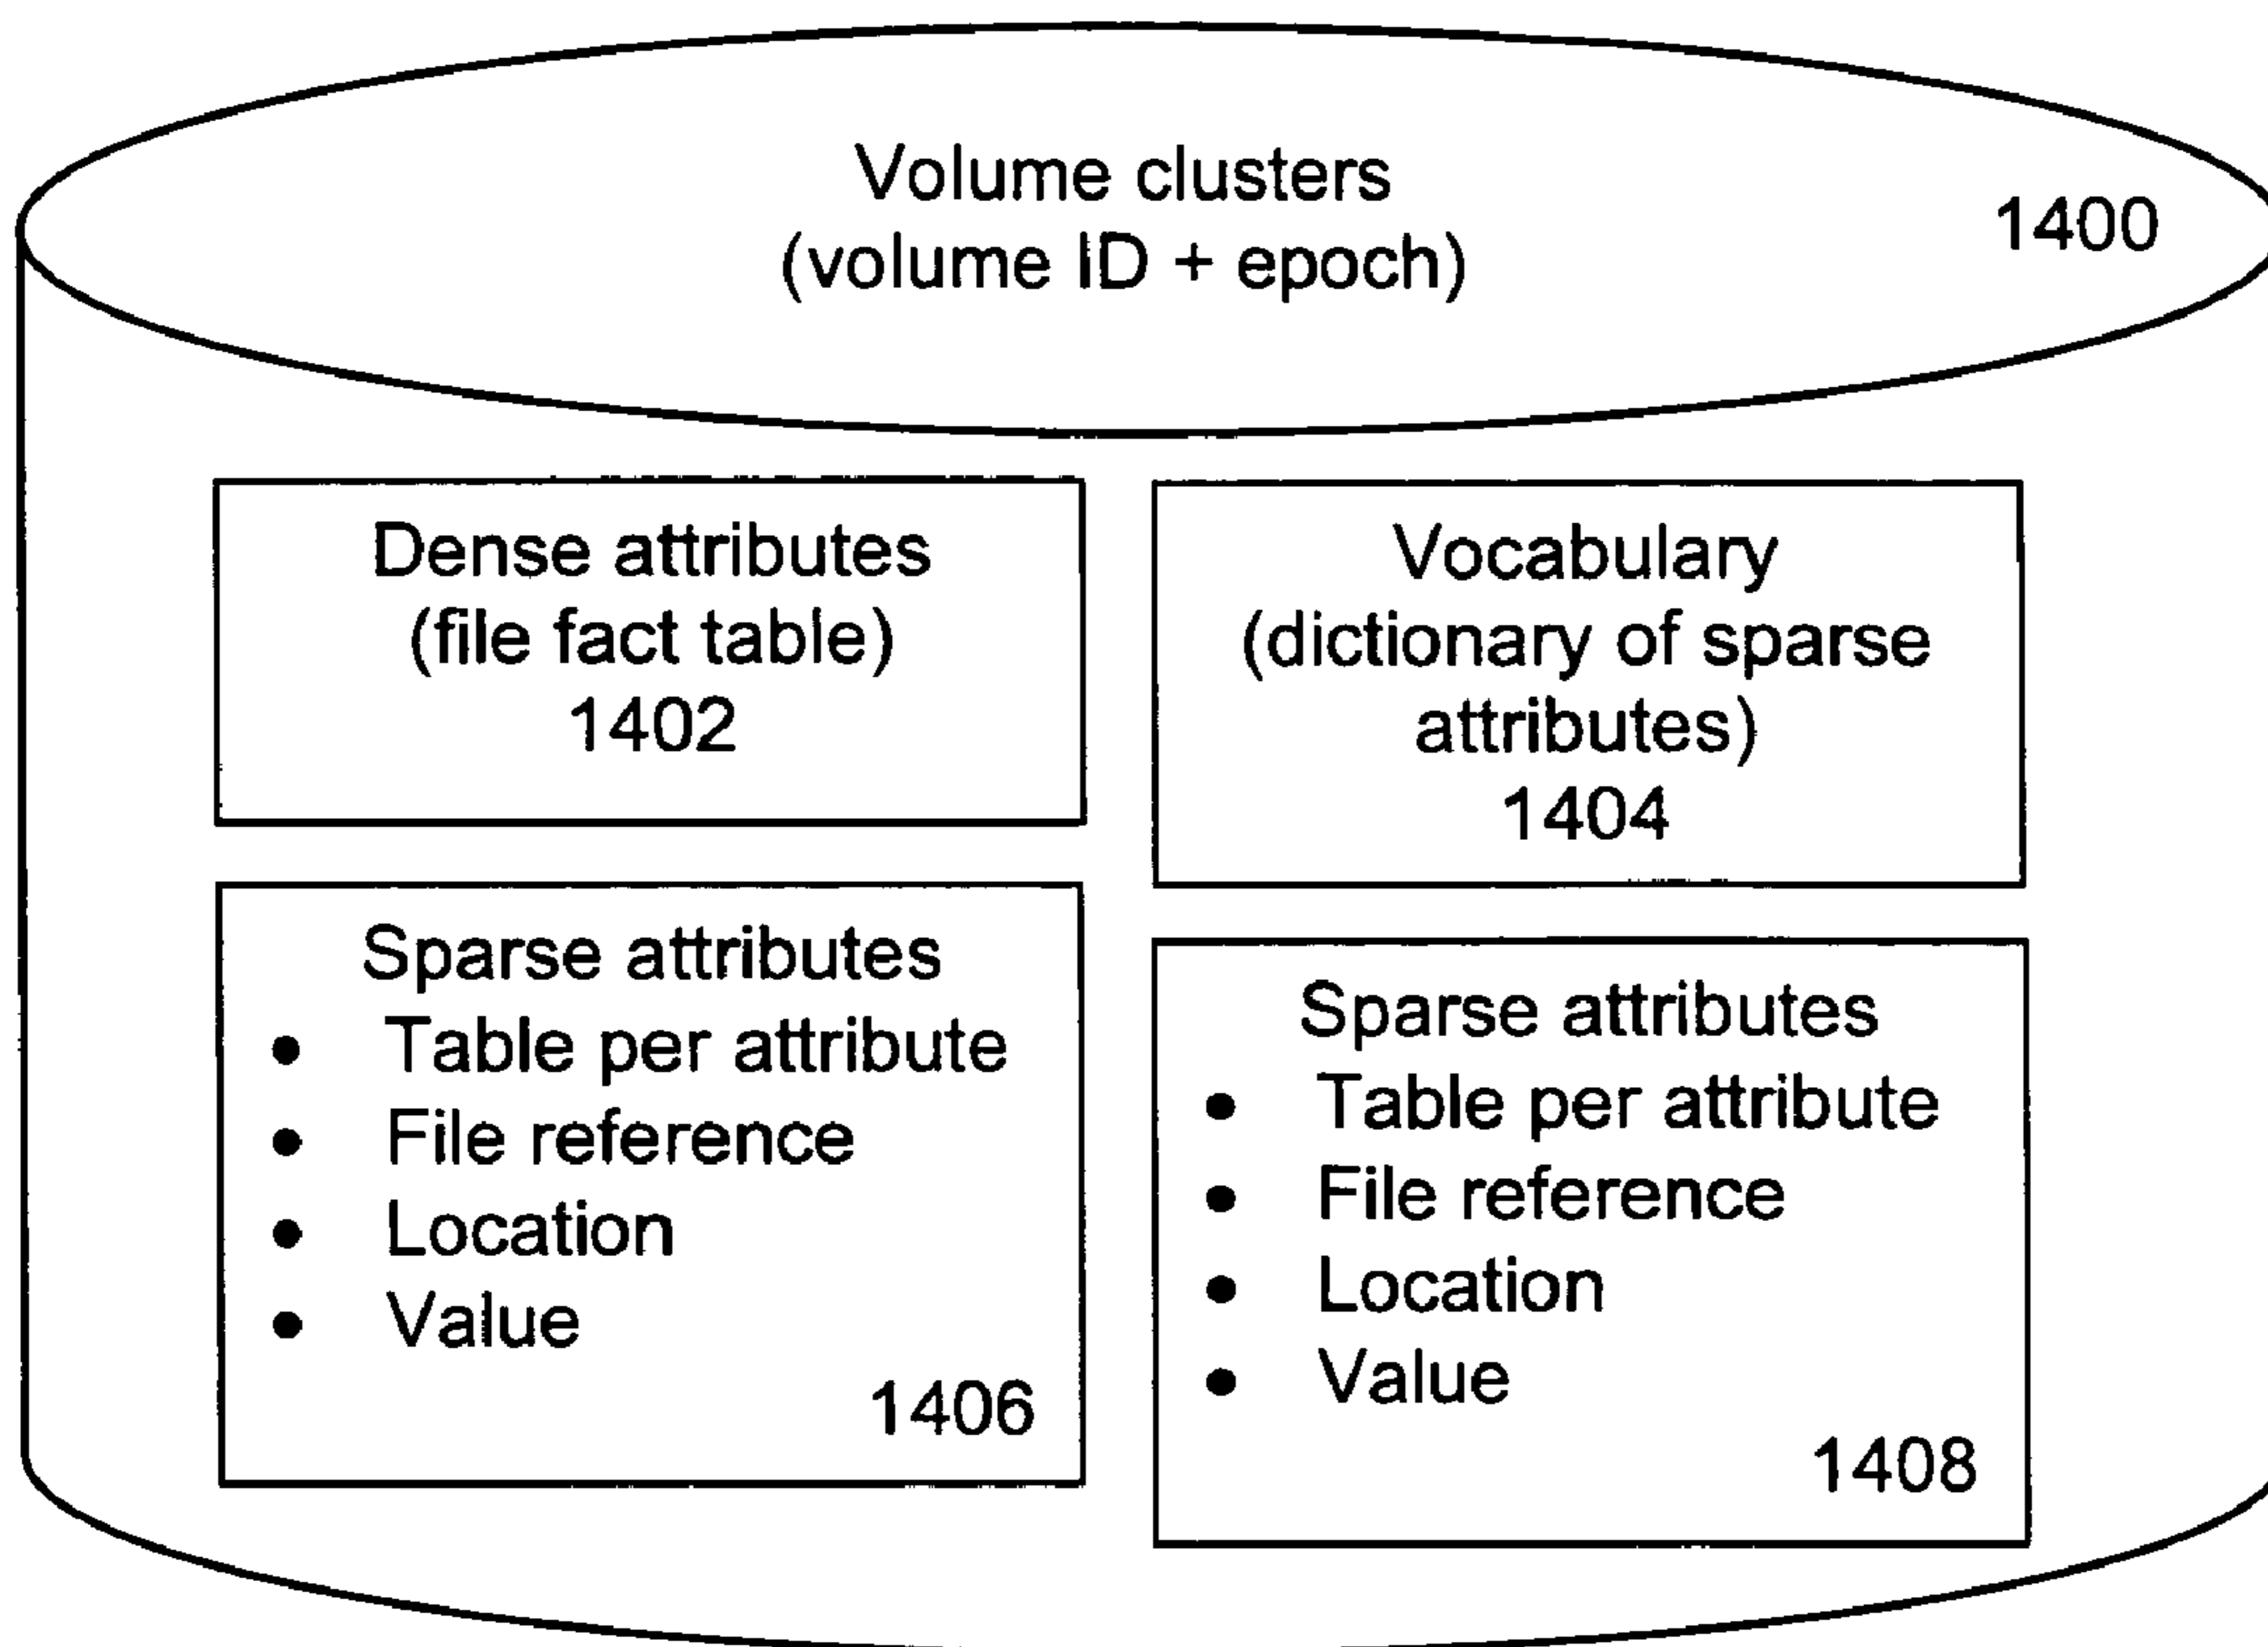 Volume clusters
(volume ID + epoch)
1400
Dense attributes
(file fact table)
1402
Vocabulary
(dictionary of sparse
attributes)
1404
Sparse attributes
• Table per attribute
• File reference
• Location
• Value
1406
Sparse attributes
• Table per attribute
• File reference
• Location
• Value
1408